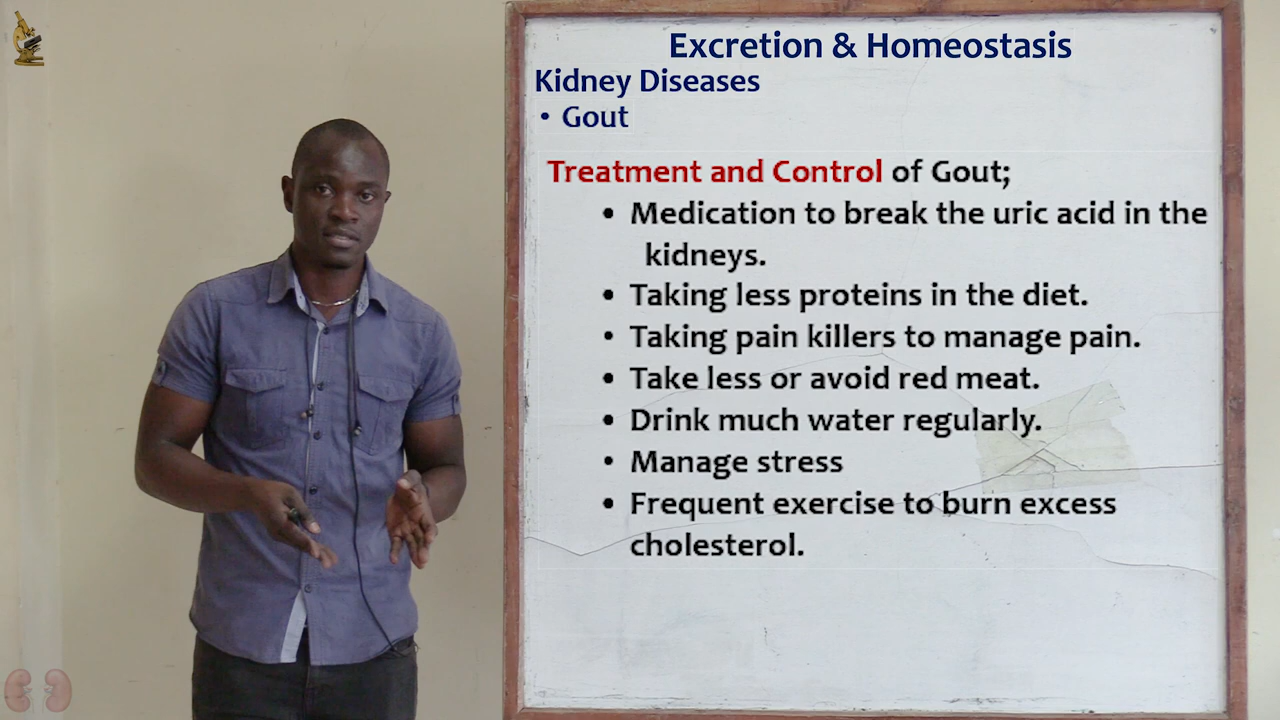 Excretion & Homeostasis
Kidney Diseases
• Gout
Treatment and Control of Gout;
• Medication to break the uric acid in the
kidneys.
• Taking less proteins in the diet.
• Taking pain killers to manage pain.
• Take less or avoid red meat.
• Drink much water regularly.
• Manage stress
• Frequent exercise to burn excess
cholesterol.